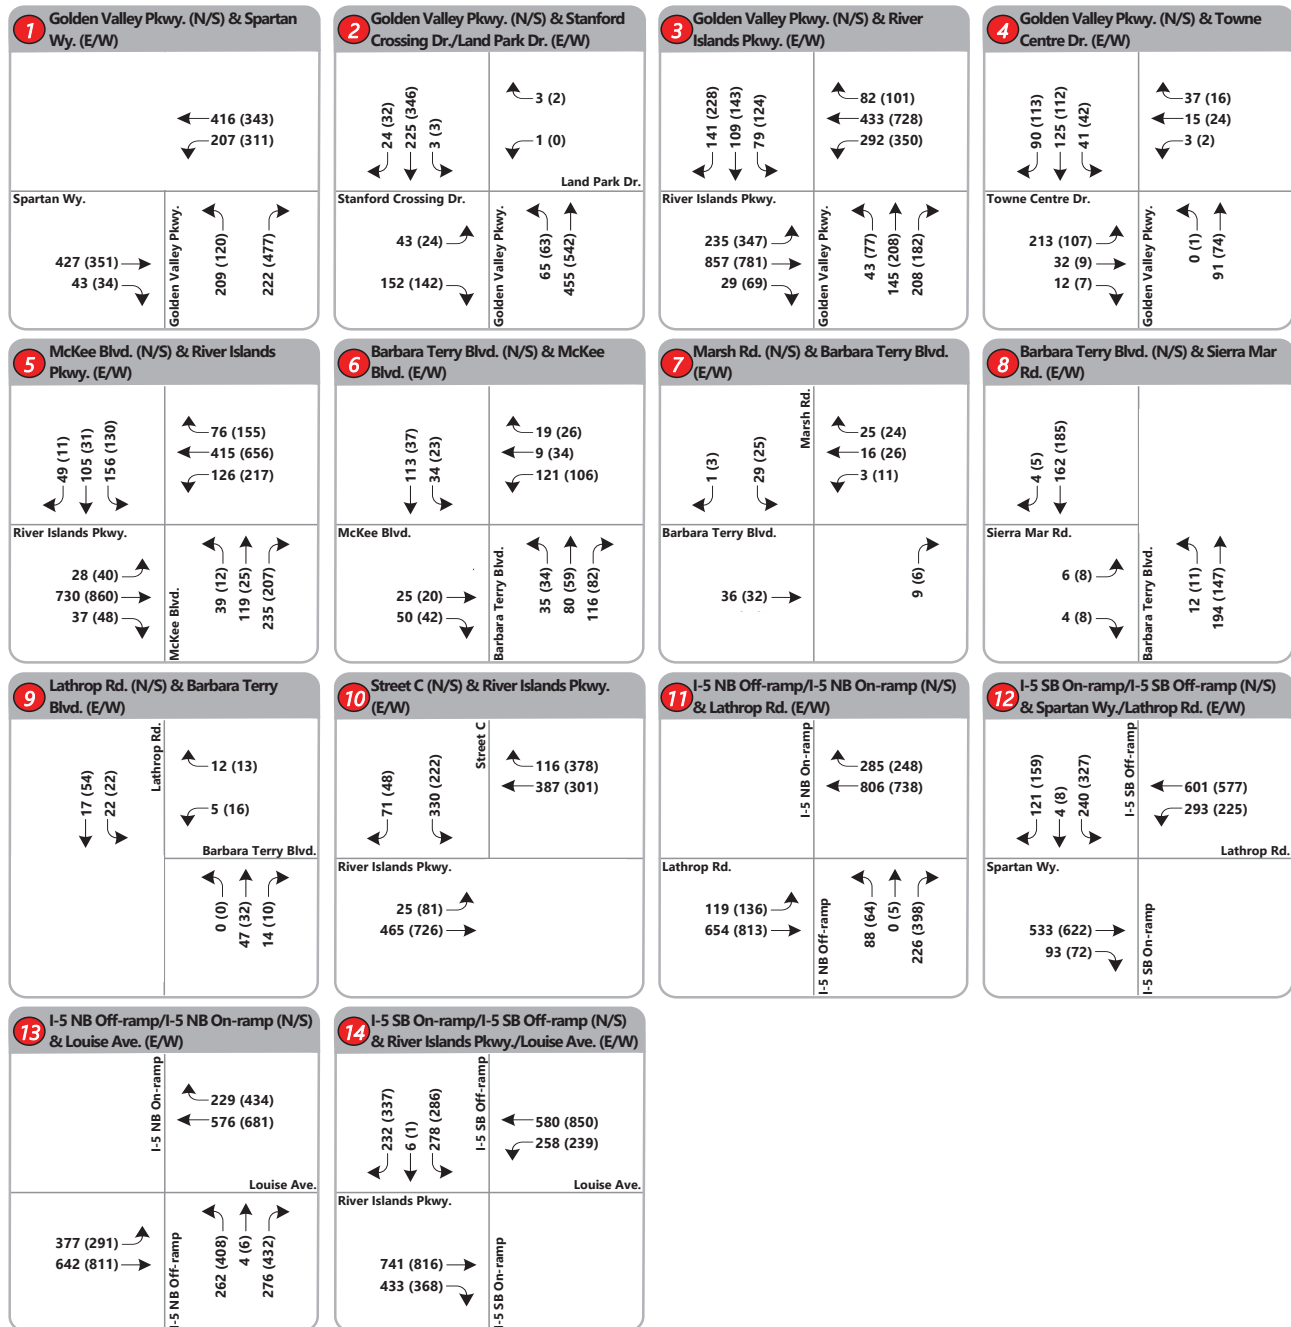 1 Golden Valley Pkwy. (N/S) & Spartan
Wy. (E/W)
416 (343)
207 (311)
Spartan Wy.
427 (351)
43 (34)
Golden Valley Pkwy.
209 (120)
222 (477)
2 Golden Valley Pkwy. (N/S) & Stanford
Crossing Dr./Land Park Dr. (E/W)
24 (32)
225 (346)
3 (3)
3 (2)
1 (0)
Land Park Dr.
Stanford Crossing Dr.
43 (24)
152 (142)
Golden Valley Pkwy.
65 (63)
455 (542)
3 Golden Valley Pkwy. (N/S) & River
Islands Pkwy. (E/W)
141 (228)
109 (143)
79 (124)
82 (101)
433 (728)
292 (350)
River Islands Pkwy.
235 (347)
857 (781)
29 (69)
Golden Valley Pkwy.
43 (77)
145 (208)
208 (182)
4 Golden Valley Pkwy. (N/S) & Towne
Centre Dr. (E/W)
90 (113)
125 (112)
41 (42)
37 (16)
15 (24)
3 (2)
Towne Centre Dr.
213 (107)
32 (9)
12 (7)
Golden Valley Pkwy.
0 (1)
91 (74)
5 McKee Blvd. (N/S) & River Islands
Pkwy. (E/W)
49 (11)
105 (31)
156 (130)
76 (155)
415 (656)
126 (217)
River Islands Pkwy.
28 (40)
730 (860)
37 (48)
McKee Blvd.
39 (12)
119 (25)
235 (207)
6 Barbara Terry Blvd. (N/S) & McKee
Blvd. (E/W)
113 (37)
34 (23)
19 (26)
9 (34)
121 (106)
McKee Blvd.
25 (20)
50 (42)
Barbara Terry Blvd.
35 (34)
80 (59)
116 (82)
7 Marsh Rd. (N/S) & Barbara Terry Blvd.
(E/W)
1 (3)
29 (25)
Marsh Rd.
25 (24)
16 (26)
3 (11)
Barbara Terry Blvd.
36 (32)
9 (6)
8 Barbara Terry Blvd. (N/S) & Sierra Mar
Rd. (E/W)
4 (5)
162 (185)
Sierra Mar Rd.
6 (8)
4 (8)
Barbara Terry Blvd.
12 (11)
194 (147)
9 Lathrop Rd. (N/S) & Barbara Terry
Blvd. (E/W)
17 (54)
22 (22)
Lathrop Rd.
12 (13)
5 (16)
Barbara Terry Blvd.
0 (0)
47 (32)
14 (10)
10 Street C (N/S) & River Islands Pkwy.
(E/W)
71 (48)
330 (222)
Street C
116 (378)
387 (301)
River Islands Pkwy.
25 (81)
465 (726)
11 I-5 NB Off-ramp/I-5 NB On-ramp (N/S)
& Lathrop Rd. (E/W)
I-5 NB On-ramp
285 (248)
806 (738)
Lathrop Rd.
119 (136)
654 (813)
I-5 NB Off-ramp
88 (64)
0 (5)
226 (398)
12 I-5 SB On-ramp/I-5 SB Off-ramp (N/S)
& Spartan Wy./Lathrop Rd. (E/W)
121 (159)
4 (8)
240 (327)
I-5 SB Off-ramp
601 (577)
293 (225)
Lathrop Rd.
Spartan Wy.
533 (622)
93 (72)
I-5 SB On-ramp
13 I-5 NB Off-ramp/I-5 NB On-ramp (N/S)
& Louise Ave. (E/W)
I-5 NB On-ramp
229 (434)
576 (681)
Louise Ave.
377 (291)
642 (811)
I-5 NB Off-ramp
262 (408)
4 (6)
276 (432)
14 I-5 SB On-ramp/I-5 SB Off-ramp (N/S)
& River Islands Pkwy./Louise Ave. (E/W)
232 (337)
6 (1)
278 (286)
I-5 SB Off-ramp
580 (850)
258 (239)
Louise Ave.
River Islands Pkwy.
741 (816)
433 (368)
I-5 SB On-ramp